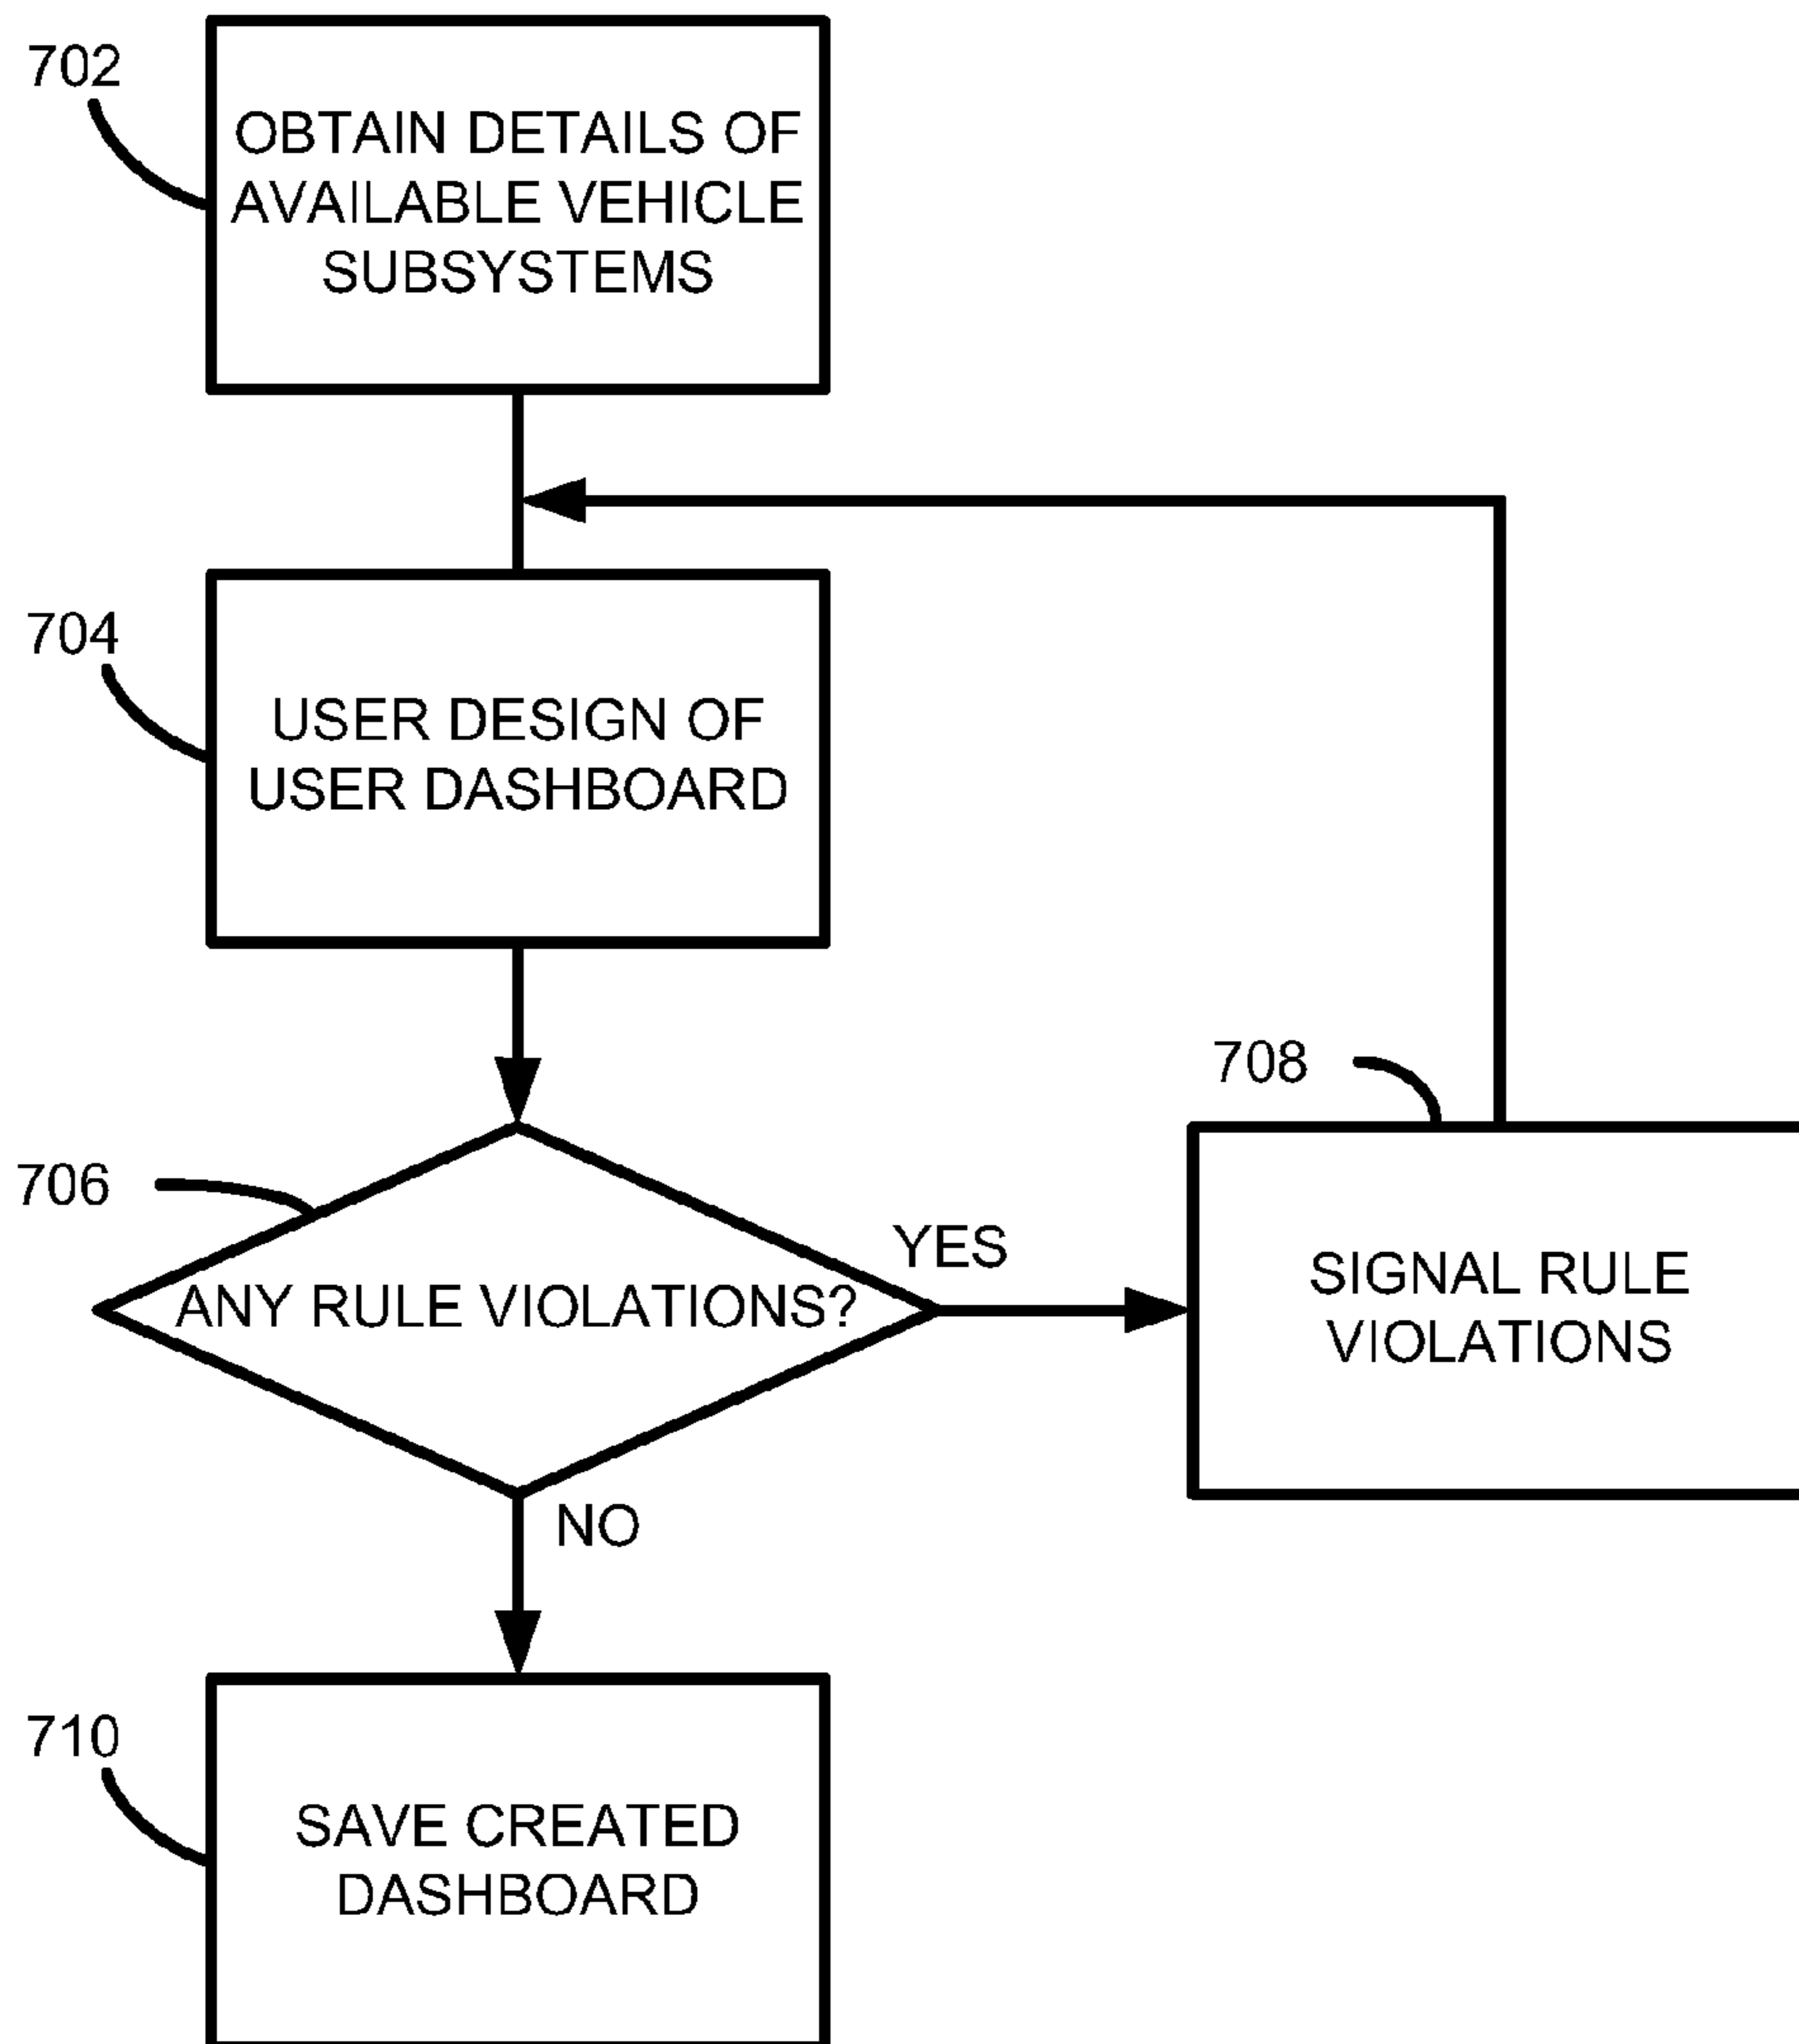 702
OBTAIN DETAILS OF
AVAILABLE VEHICLE
SUBSYSTEMS
704
USER DESIGN OF
USER DASHBOARD
706
ANY RULE VIOLATIONS?
YES
708
SIGNAL RULE
VIOLATIONS
NO
710
SAVE CREATED
DASHBOARD